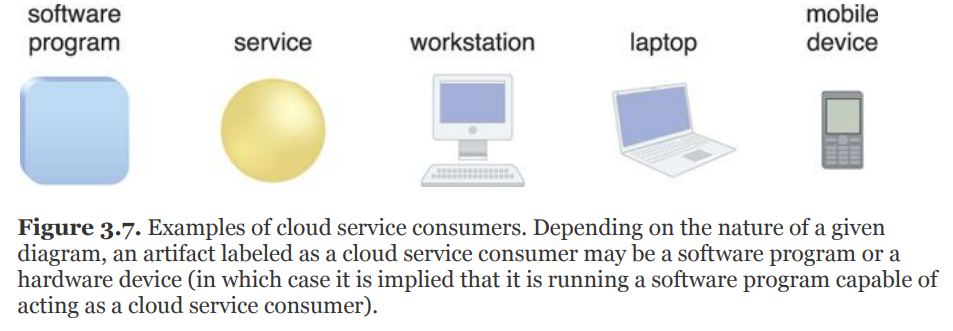 software program
service
workstation
laptop
mobile device
Figure 3.7. Examples of cloud service consumers. Depending on the nature of a given
diagram, an artifact labeled as a cloud service consumer may be a software program or a
hardware device (in which case it is implied that it is running a software program capable of
acting as a cloud service consumer).